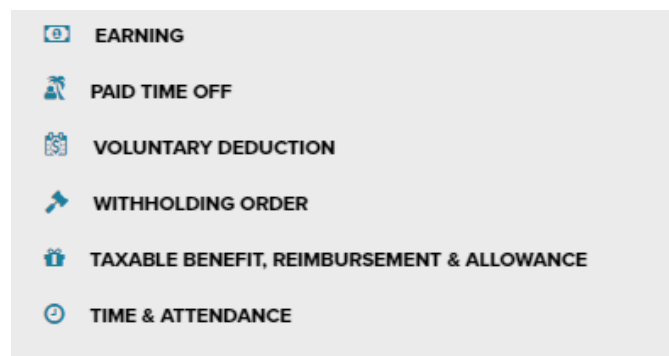 EARNING
PAID TIME OFF
VOLUNTARY DEDUCTION
WITHHOLDING ORDER
TAXABLE BENEFIT, REIMBURSEMENT & ALLOWANCE
TIME & ATTENDANCE